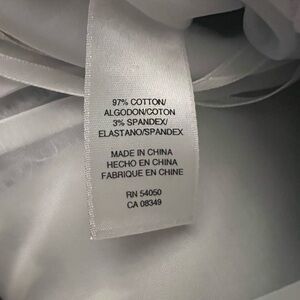 97% COTTON/
ALGODON/COTON
3% SPANDEX/
ELASTANO/SPANDEX
MADE IN CHINA
HECHO EN CHINA
FABRIQUE EN CHINE
RN 54050
CA 08349